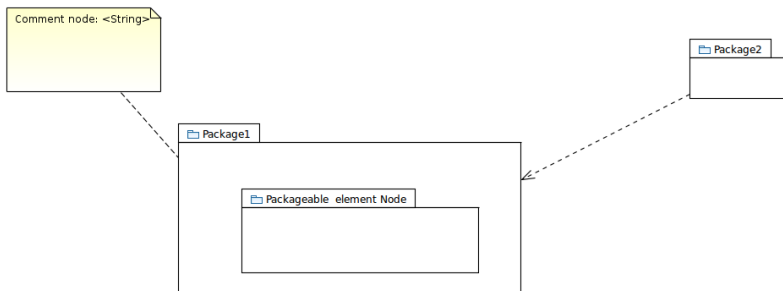 Comment node: <String>
Package2
Package1
Packageable element Node